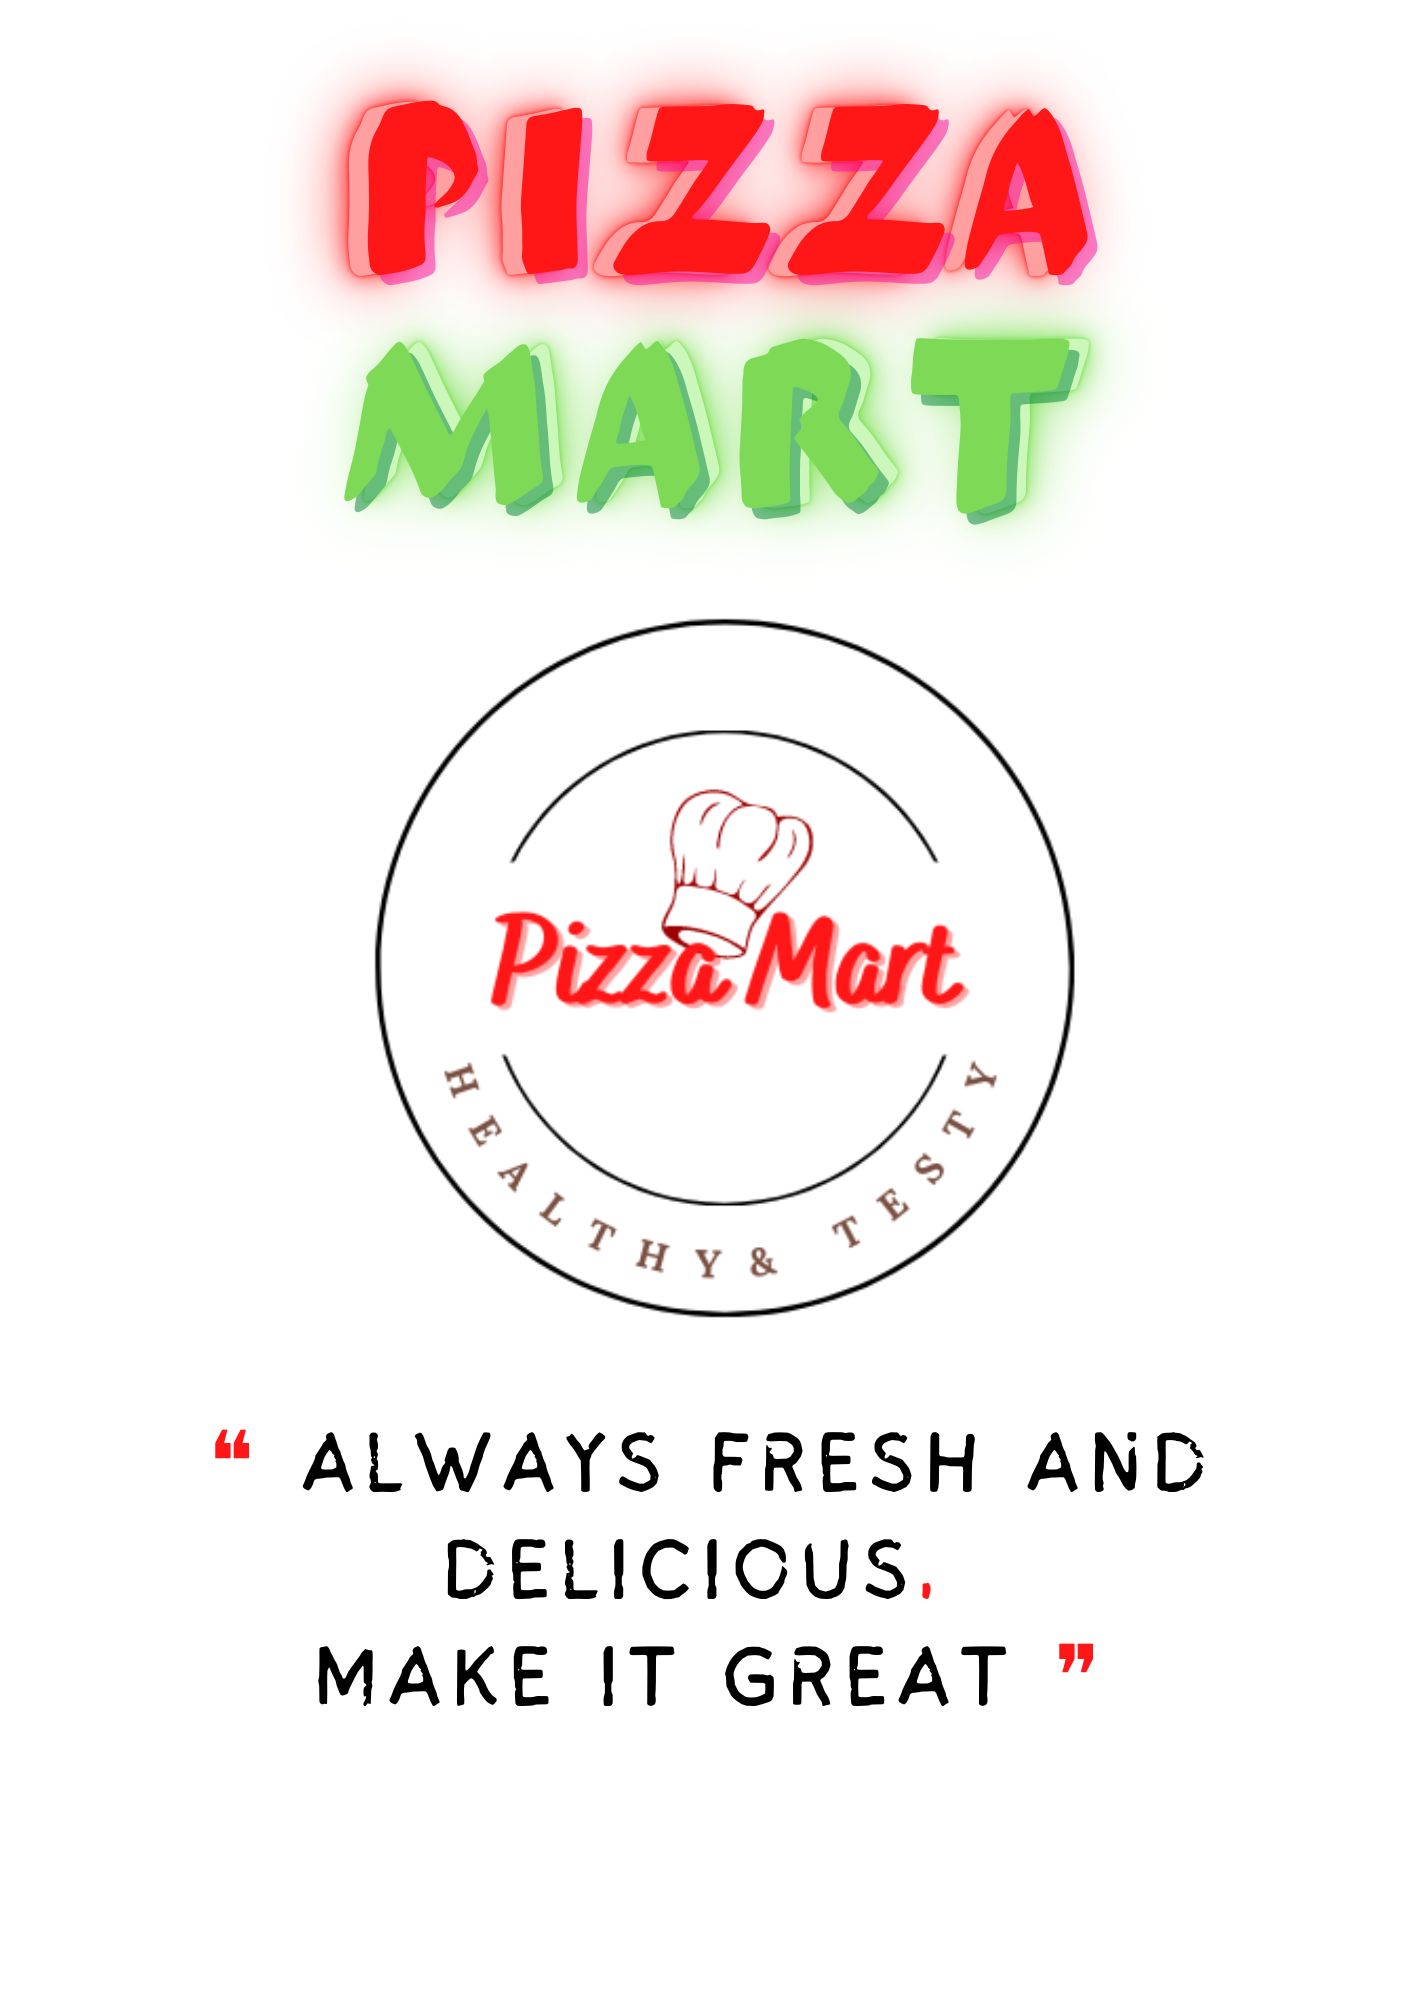 PIZZA
MART
Pizza Mart
HEALTHY& TESTY
❝ ALWAYS FRESH AND
DELICIOUS,
MAKE IT GREAT ❞